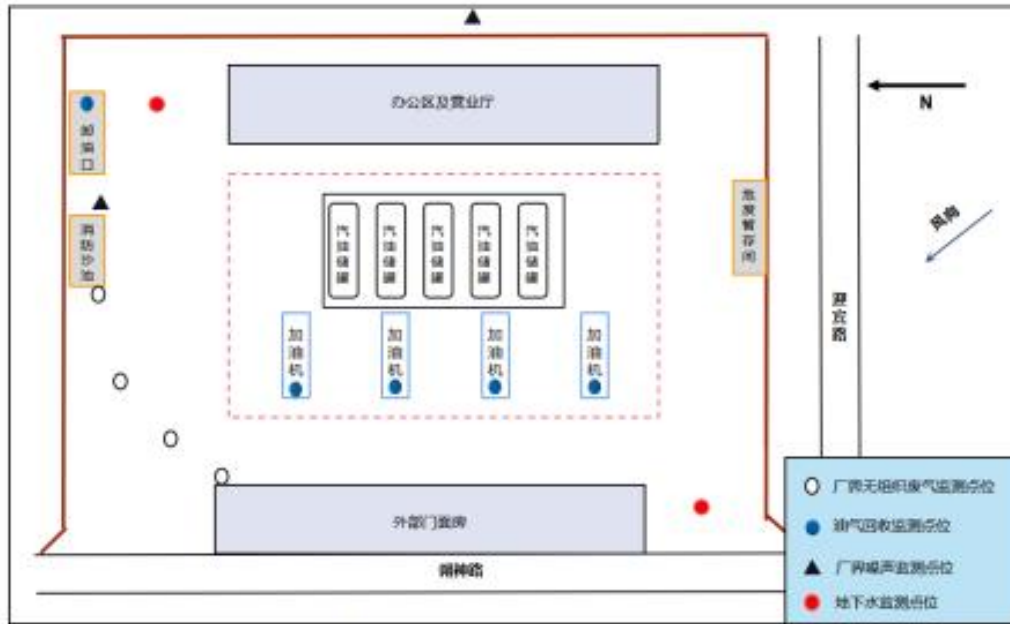 办公区及营业厅
N
卸油口
消防沙池
危废暂存间
风向
迎宾路
汽油储罐
汽油储罐
汽油储罐
汽油储罐
汽油储罐
加油机
加油机
加油机
加油机
外部门面房
厂界无组织废气监测点位
油气回收监测点位
厂界噪声监测点位
地下水监测点位